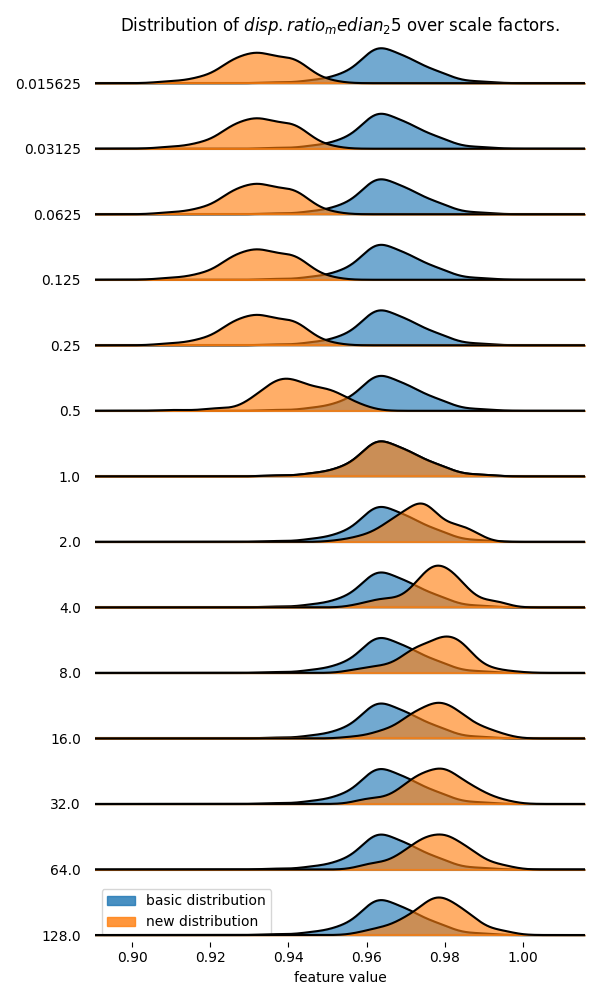 Distribution of disp.ratio_median_25 over scale factors.
0.015625
0.03125
0.0625
0.125
0.25
0.5
1.0
2.0
4.0
8.0
16.0
32.0
64.0
128.0
basic distribution
new distribution
0.90 0.92 0.94 0.96 0.98 1.00
feature value